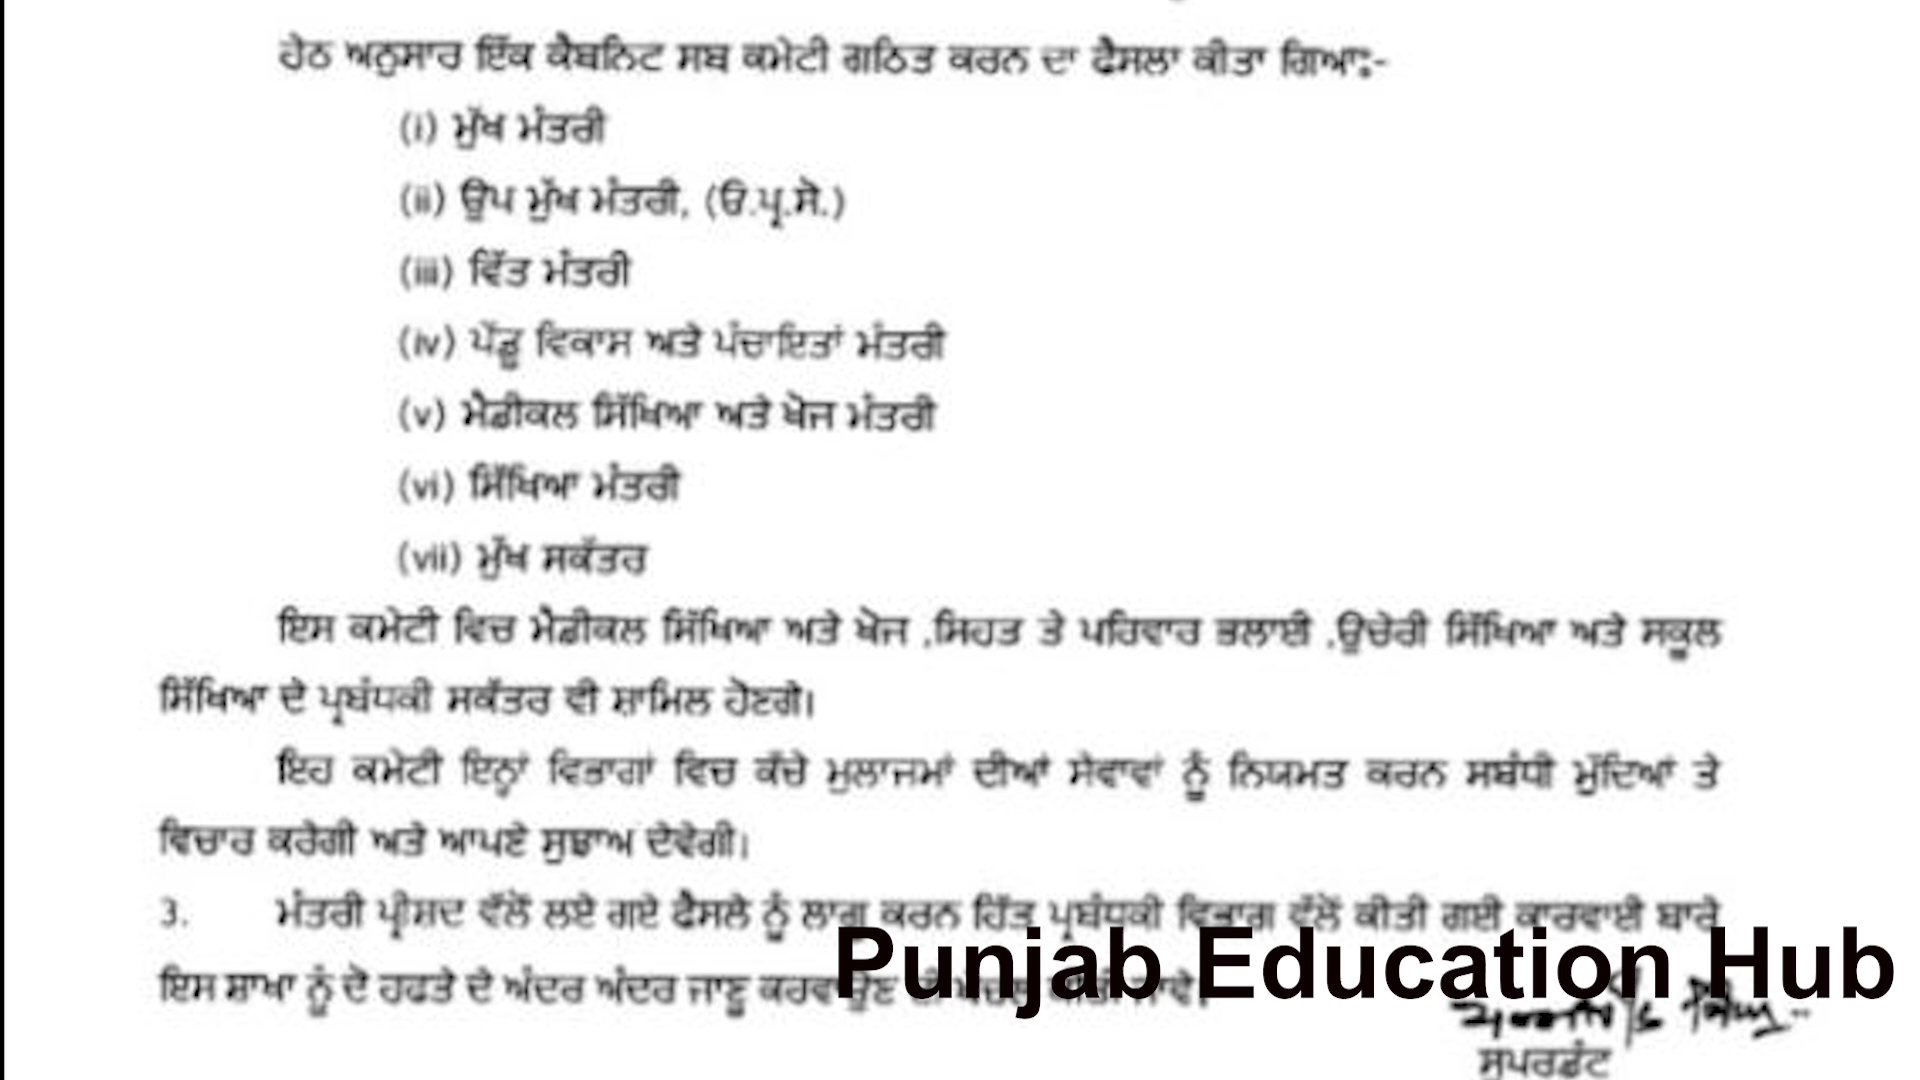 ਹੇਠ ਅਨੁਸਾਰ ਇੱਕ ਕੈਬਨਿਟ ਸਬ ਕਮੇਟੀ ਗਠਿਤ ਕਰਨ ਦਾ ਫੈਸਲਾ ਕੀਤਾ ਗਿਆ:-
(i) ਮੁੱਖ ਮੰਤਰੀ
(ii) ਉਪ ਮੁੱਖ ਮੰਤਰੀ, (ਓ.ਪ੍ਰ.ਸੋ.)
(iii) ਵਿੱਤ ਮੰਤਰੀ
(iv) ਪੇਂਡੂ ਵਿਕਾਸ ਅਤੇ ਪੰਚਾਇਤਾਂ ਮੰਤਰੀ
(v) ਮੈਡੀਕਲ ਸਿੱਖਿਆ ਅਤੇ ਖੋਜ ਮੰਤਰੀ
(vi) ਸਿੱਖਿਆ ਮੰਤਰੀ
(vii) ਮੁੱਖ ਸਕੱਤਰ
ਇਸ ਕਮੇਟੀ ਵਿਚ ਮੈਡੀਕਲ ਸਿੱਖਿਆ ਅਤੇ ਖੋਜ ,ਸਿਹਤ ਤੇ ਪਰਿਵਾਰ ਭਲਾਈ ,ਉਚੇਰੀ ਸਿੱਖਿਆ ਅਤੇ ਸਕੂਲ
ਸਿੱਖਿਆ ਦੇ ਪ੍ਰਬੰਧਕੀ ਸਕੱਤਰ ਵੀ ਸ਼ਾਮਿਲ ਹੋਣਗੇ।
ਇਹ ਕਮੇਟੀ ਇਨ੍ਹਾਂ ਵਿਭਾਗਾਂ ਵਿਚ ਕੱਚੇ ਮੁਲਾਜਮਾਂ ਦੀਆਂ ਸੇਵਾਵਾਂ ਨੂੰ ਨਿਯਮਤ ਕਰਨ ਸਬੰਧੀ ਮੁੱਦਿਆਂ ਤੇ
ਵਿਚਾਰ ਕਰੇਗੀ ਅਤੇ ਆਪਣੇ ਸੁਝਾਅ ਦੇਵੇਗੀ।
3. ਮੰਤਰੀ ਪ੍ਰੀਸ਼ਦ ਵੱਲੋਂ ਲਏ ਗਏ ਫੈਸਲੇ ਨੂੰ ਲਾਗੂ ਕਰਨ ਹਿੱਤ ਪ੍ਰਬੰਧਕੀ ਵਿਭਾਗ ਵੱਲੋਂ ਕੀਤੀ ਗਈ ਕਾਰਵਾਈ ਬਾਰੇ
ਇਸ ਸ਼ਾਖਾ ਨੂੰ ਦੋ ਹਫਤੇ ਦੇ ਅੰਦਰ ਅੰਦਰ ਜਾਣੂ ਕਰਵਾਉਣ
Punjab Education Hub
ਸੁਪਰਡੰਟ